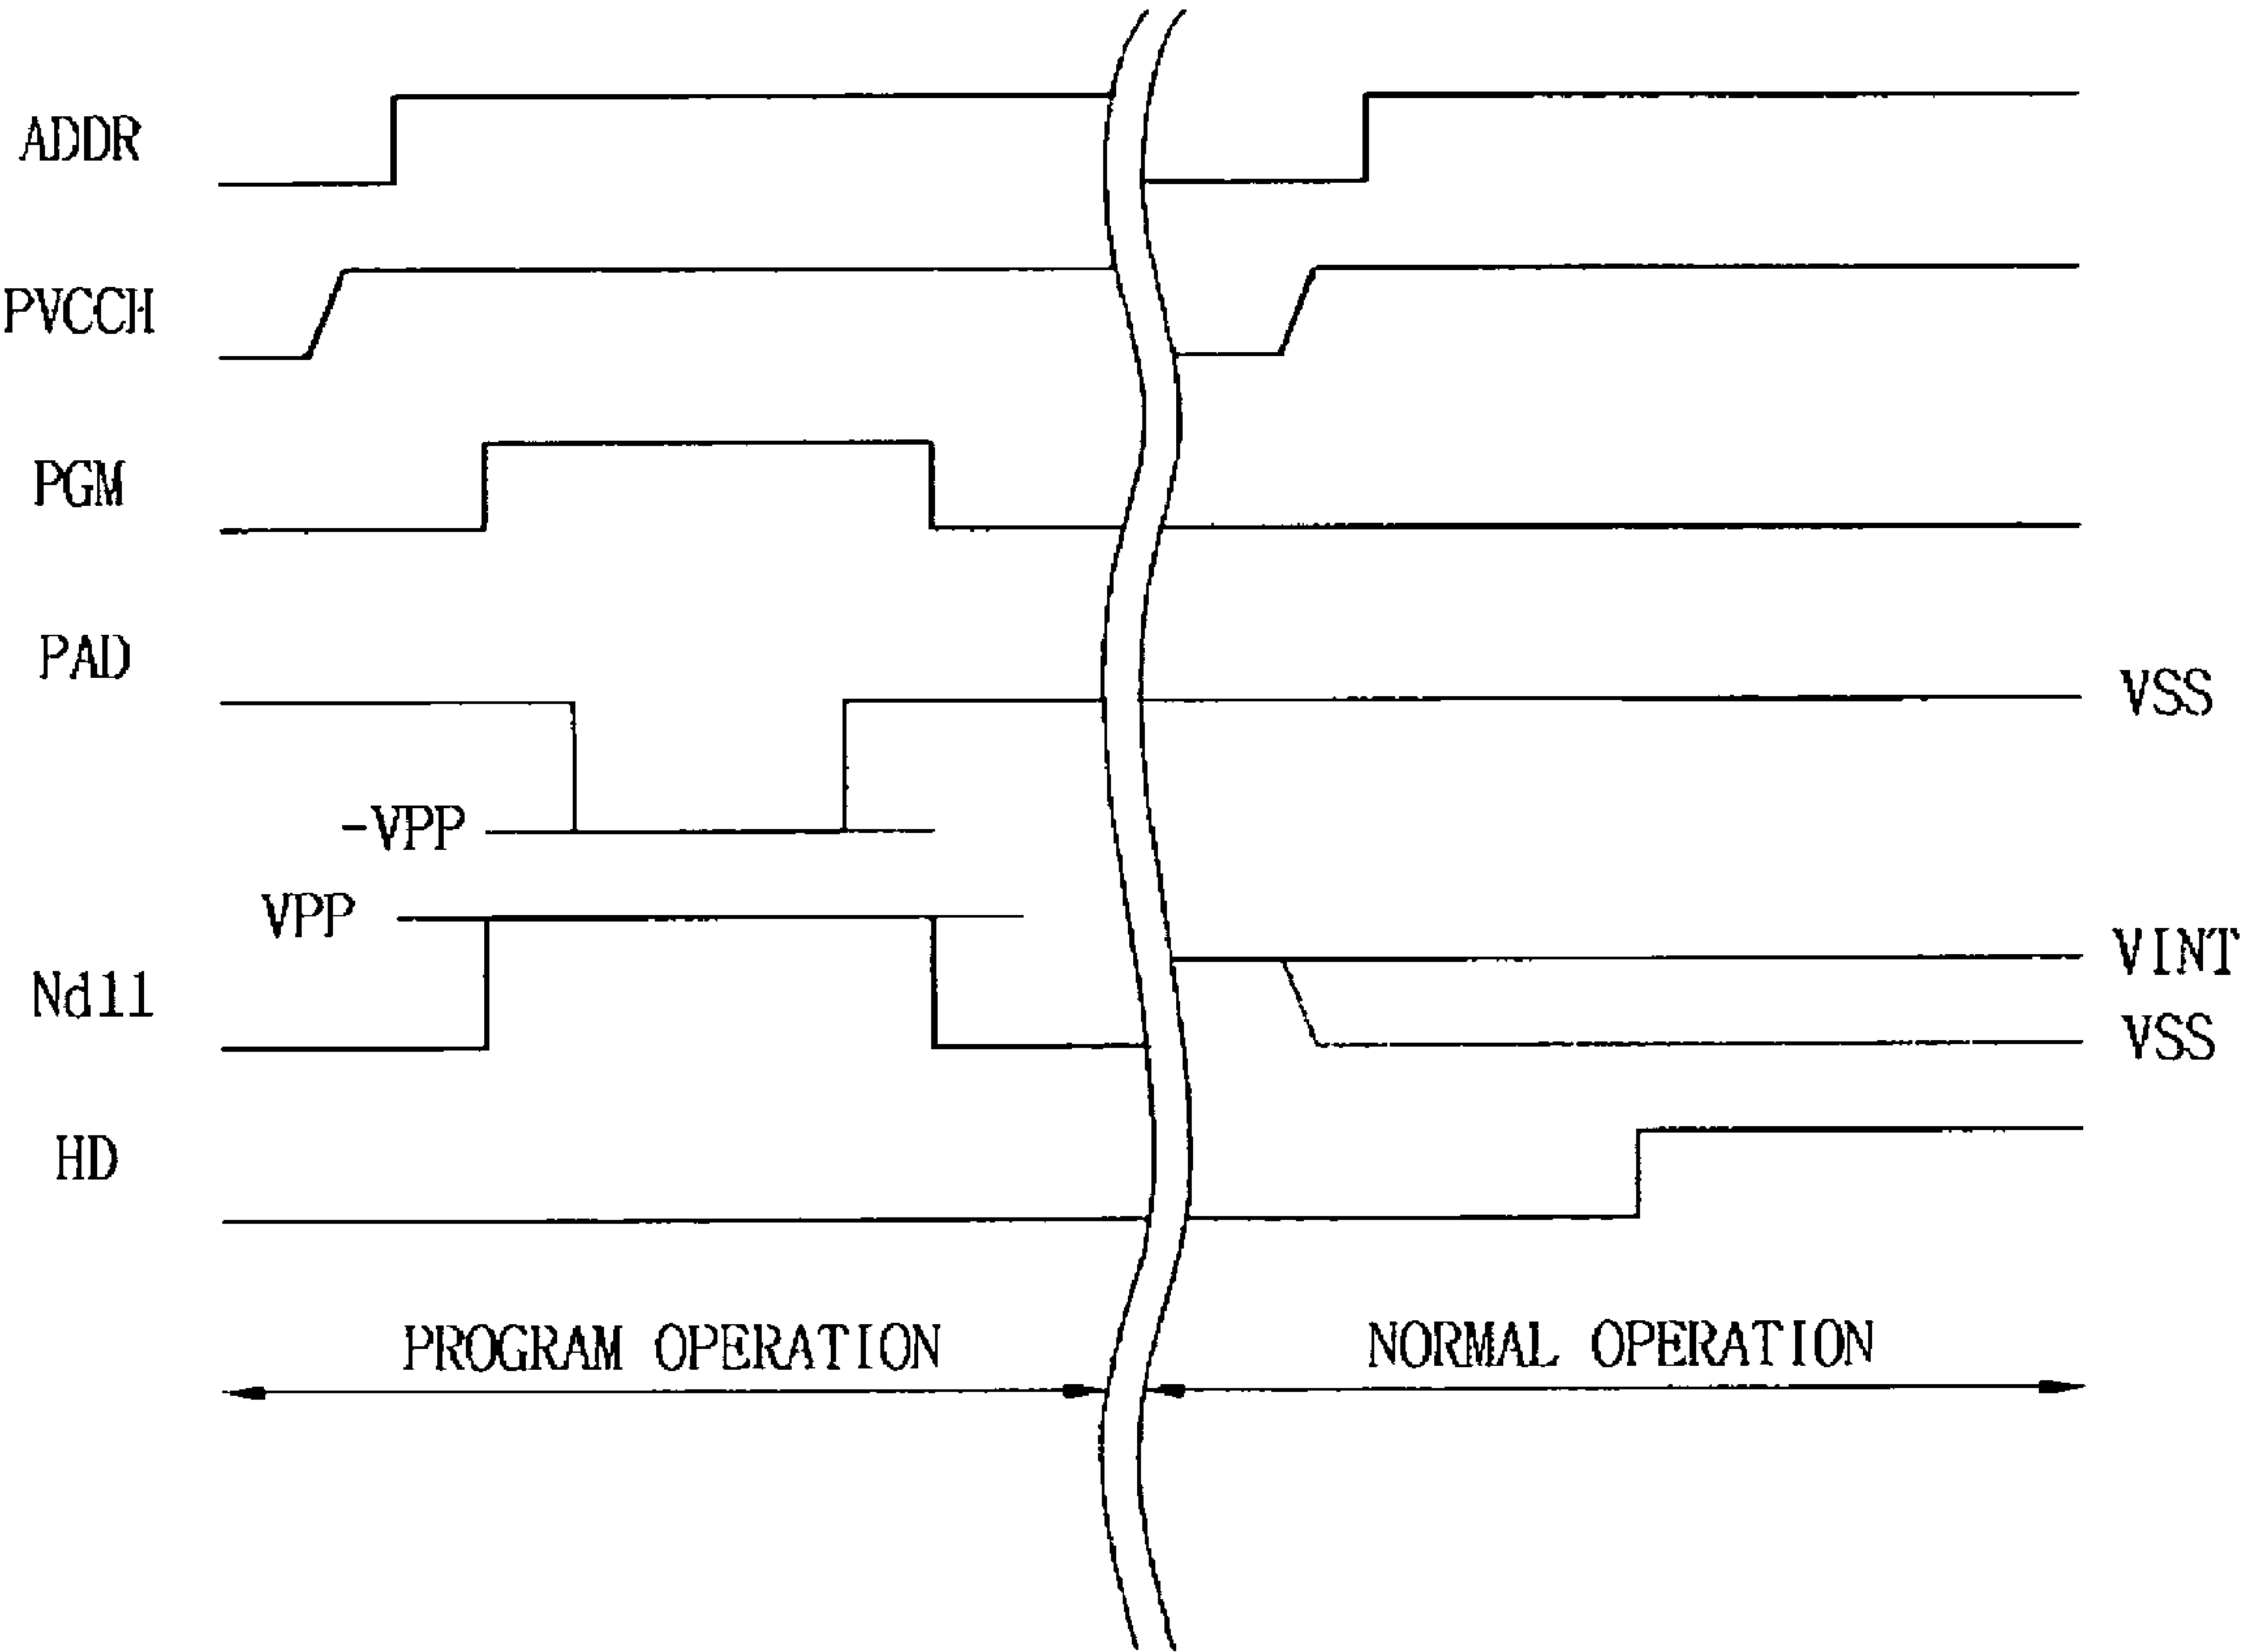 ADDR
PVCCH
PGM
PAD
VSS
-VPP
VPP
VINT
Nd11
VSS
HD
PROGRAM OPERATION
NORMAL OPERATION